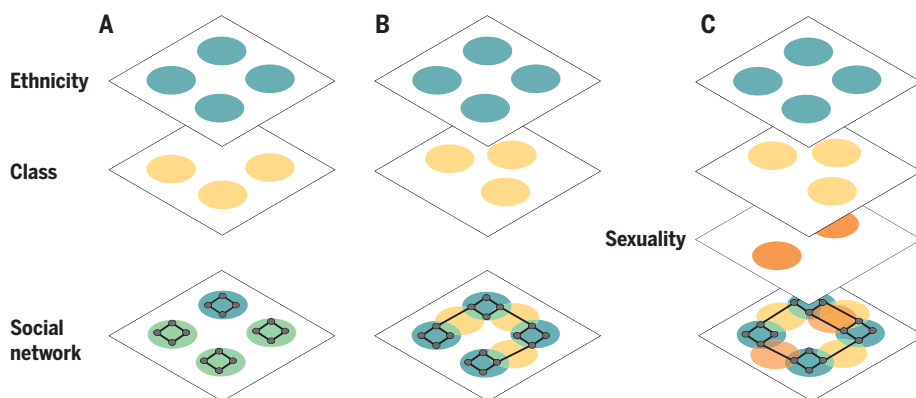 A
B
C
Ethnicity
Class
Sexuality
Social
network